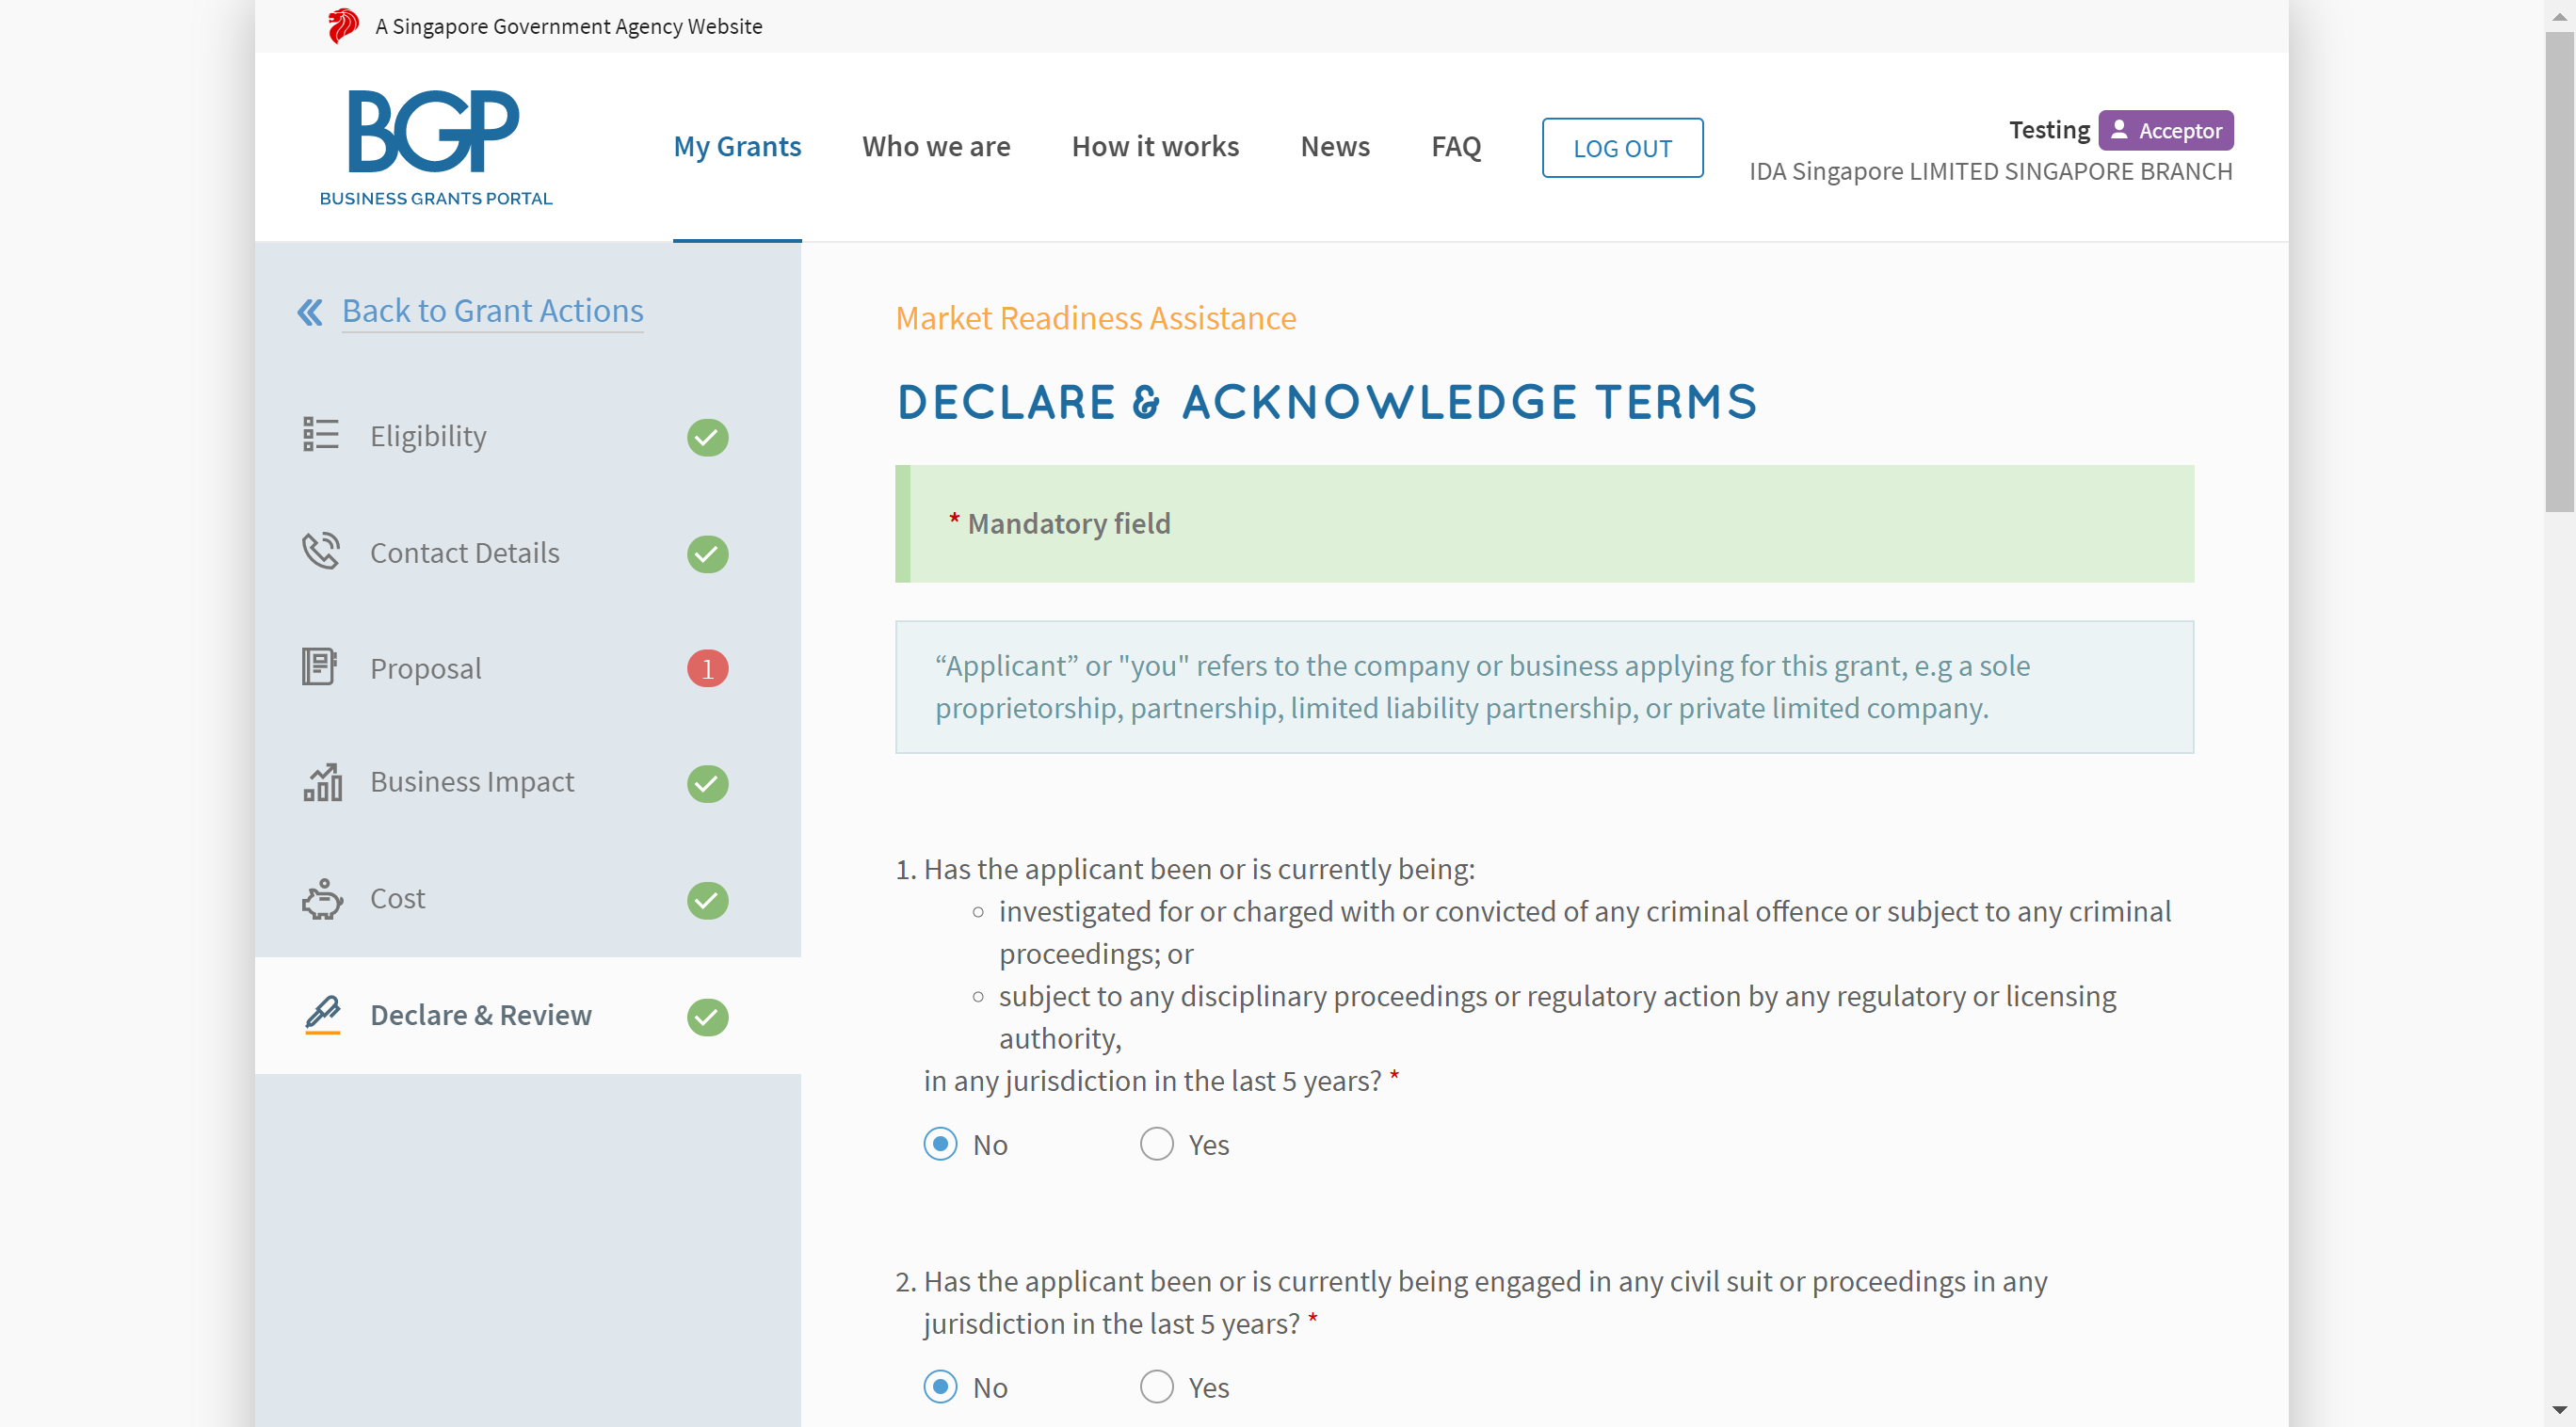 A Singapore Government Agency Website
BGP
BUSINESS GRANTS PORTAL
My Grants
Who we are
How it works
News
FAQ
LOG OUT
Testing Acceptor
IDA Singapore LIMITED SINGAPORE BRANCH
Back to Grant Actions
Eligibility
Contact Details
Proposal 1
Business Impact
Cost
Declare & Review
Market Readiness Assistance
DECLARE & ACKNOWLEDGE TERMS
* Mandatory field
“Applicant” or "you" refers to the company or business applying for this grant, e.g a sole
proprietorship, partnership, limited liability partnership, or private limited company.
1. Has the applicant been or is currently being:
investigated for or charged with or convicted of any criminal offence or subject to any criminal
proceedings; or
subject to any disciplinary proceedings or regulatory action by any regulatory or licensing
authority,
in any jurisdiction in the last 5 years? *
No Yes
2. Has the applicant been or is currently being engaged in any civil suit or proceedings in any
jurisdiction in the last 5 years? *
No Yes